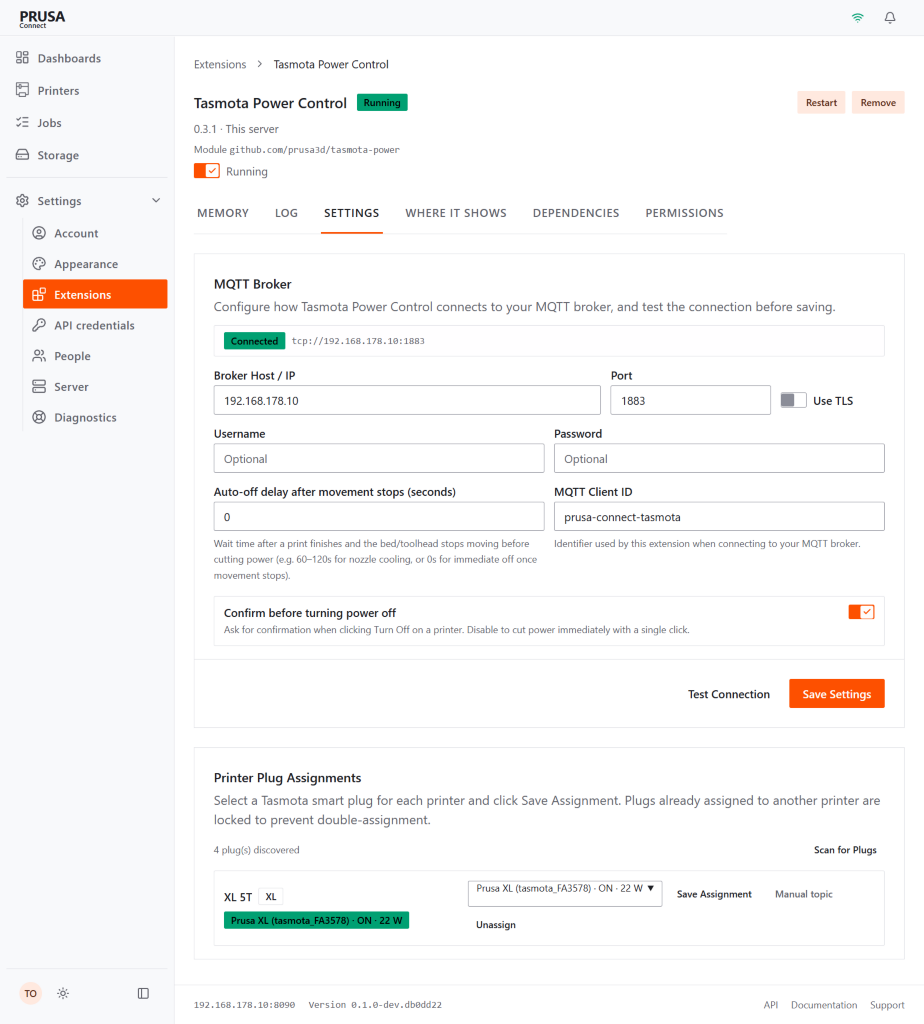 PRUSA
Connect
Dashboards
Printers
Jobs
Storage
Settings
Account
Appearance
Extensions
API credentials
People
Server
Diagnostics
TO
Extensions > Tasmota Power Control
Tasmota Power Control Running
Restart Remove
0.3.1 · This server
Module github.com/prusa3d/tasmota-power
Running
MEMORY LOG SETTINGS WHERE IT SHOWS DEPENDENCIES PERMISSIONS
MQTT Broker
Configure how Tasmota Power Control connects to your MQTT broker, and test the connection before saving.
Connected tcp://192.168.178.10:1883
Broker Host / IP Port
192.168.178.10 1883 Use TLS
Username Password
Optional Optional
Auto-off delay after movement stops (seconds) MQTT Client ID
0 prusa-connect-tasmota
Wait time after a print finishes and the bed/toolhead stops moving before
cutting power (e.g. 60–120s for nozzle cooling, or 0s for immediate off once
movement stops).
Identifier used by this extension when connecting to your MQTT broker.
Confirm before turning power off
Ask for confirmation when clicking Turn Off on a printer. Disable to cut power immediately with a single click.
Test Connection Save Settings
Printer Plug Assignments
Select a Tasmota smart plug for each printer and click Save Assignment. Plugs already assigned to another printer are
locked to prevent double-assignment.
4 plug(s) discovered Scan for Plugs
XL 5T XL
Prusa XL (tasmota_FA3578) · ON · 22 W
Prusa XL (tasmota_FA3578) · ON · 22 W ▼ Save Assignment Manual topic
Unassign
192.168.178.10:8090 Version 0.1.0-dev.db0dd22
API Documentation Support